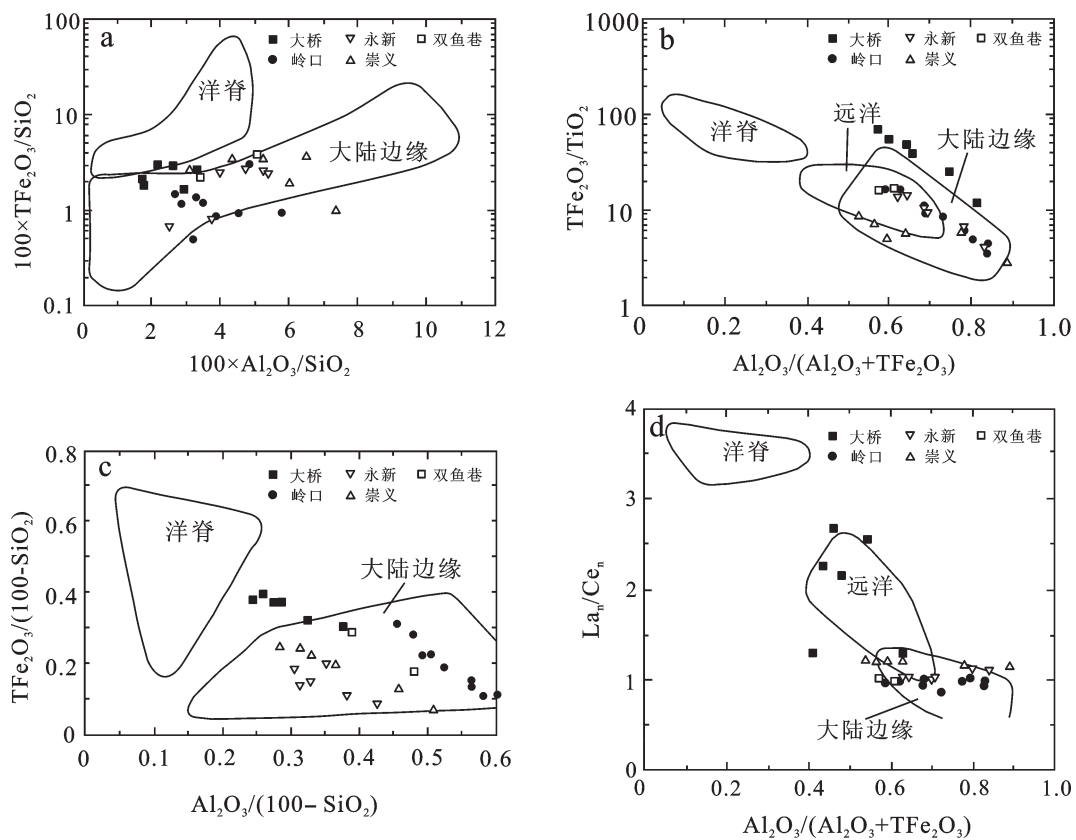 a
■ 大桥 ▽ 永新 □ 双鱼巷
● 岭口 △ 崇义
洋脊
大陆边缘
100×TFe₂O₃/SiO₂
100
10
1
0.1
0 2 4 6 8 10 12
100×Al₂O₃/SiO₂
b
■ 大桥 ▽ 永新 □ 双鱼巷
● 岭口 △ 崇义
远洋
洋脊
大陆边缘
TFe₂O₃/TiO₂
1000
100
10
1
0 0.2 0.4 0.6 0.8 1.0
Al₂O₃/(Al₂O₃+TFe₂O₃)
c
■ 大桥 ▽ 永新 □ 双鱼巷
● 岭口 △ 崇义
洋脊
大陆边缘
TFe₂O₃/(100-SiO₂)
0.8
0.6
0.4
0.2
0
0 0.1 0.2 0.3 0.4 0.5 0.6
Al₂O₃/(100– SiO₂)
d
■ 大桥 ▽ 永新 □ 双鱼巷
● 岭口 △ 崇义
洋脊
远洋
大陆边缘
Laₙ/Ceₙ
4
3
2
1
0
0 0.2 0.4 0.6 0.8 1.0
Al₂O₃/(Al₂O₃+TFe₂O₃)